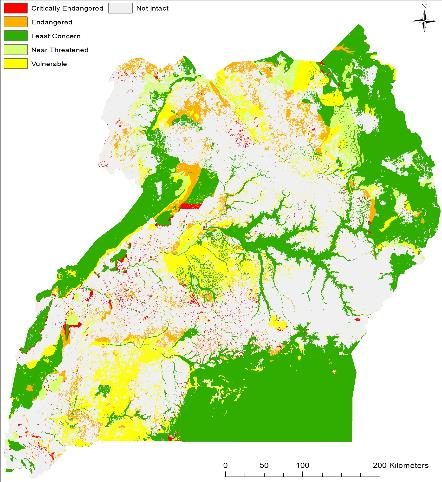 Critically Endangered
Not Intact
Endangered
Least Concern
Near Threatened
Vulnerable
N
0 50 100 200 Kilometers